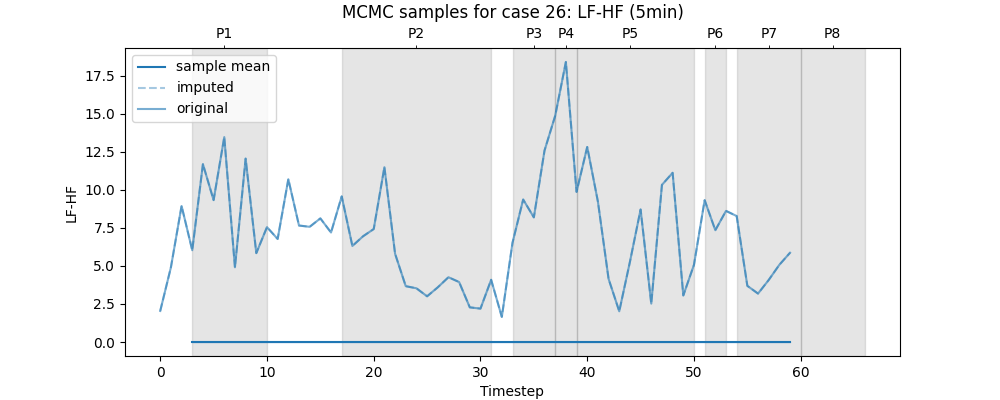 MCMC samples for case 26: LF-HF (5min)
P1 P2 P3 P4 P5 P6 P7 P8
sample mean
imputed
original
17.5
15.0
12.5
10.0
7.5
5.0
2.5
0.0
LF-HF
0 10 20 30 40 50 60
Timestep